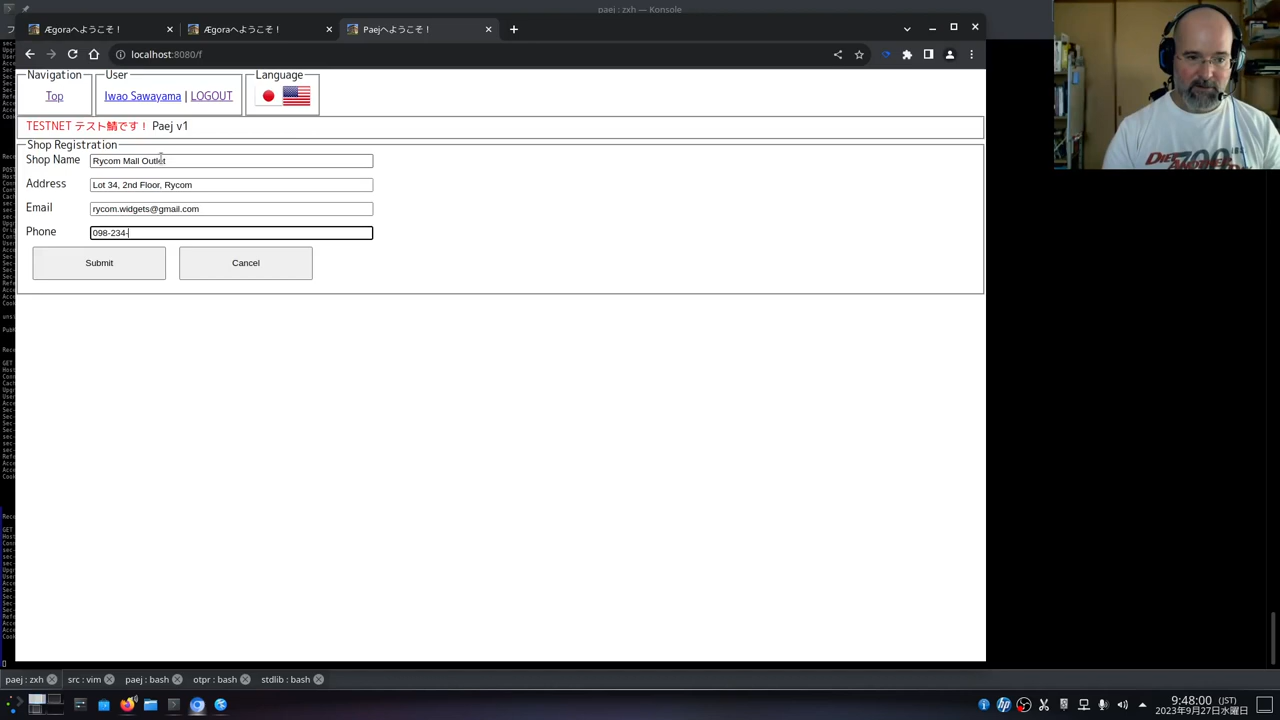 paej : zxh — Konsole
Ægoraへようこそ！
Ægoraへようこそ！
Paejへようこそ！
localhost:8080/f
Navigation
User
Language
Top
Iwao Sawayama | LOGOUT
TESTNET テスト鯖です！ Paej v1
Shop Registration
Shop Name
Rycom Mall Outlet
Address
Lot 34, 2nd Floor, Rycom
Email
rycom.widgets@gmail.com
Phone
098-234-
Submit
Cancel
GET
GET
paej : zxh
src : vim
paej : bash
otpr : bash
stdlib : bash
9:48:00 (JST)
2023年9月27日水曜日